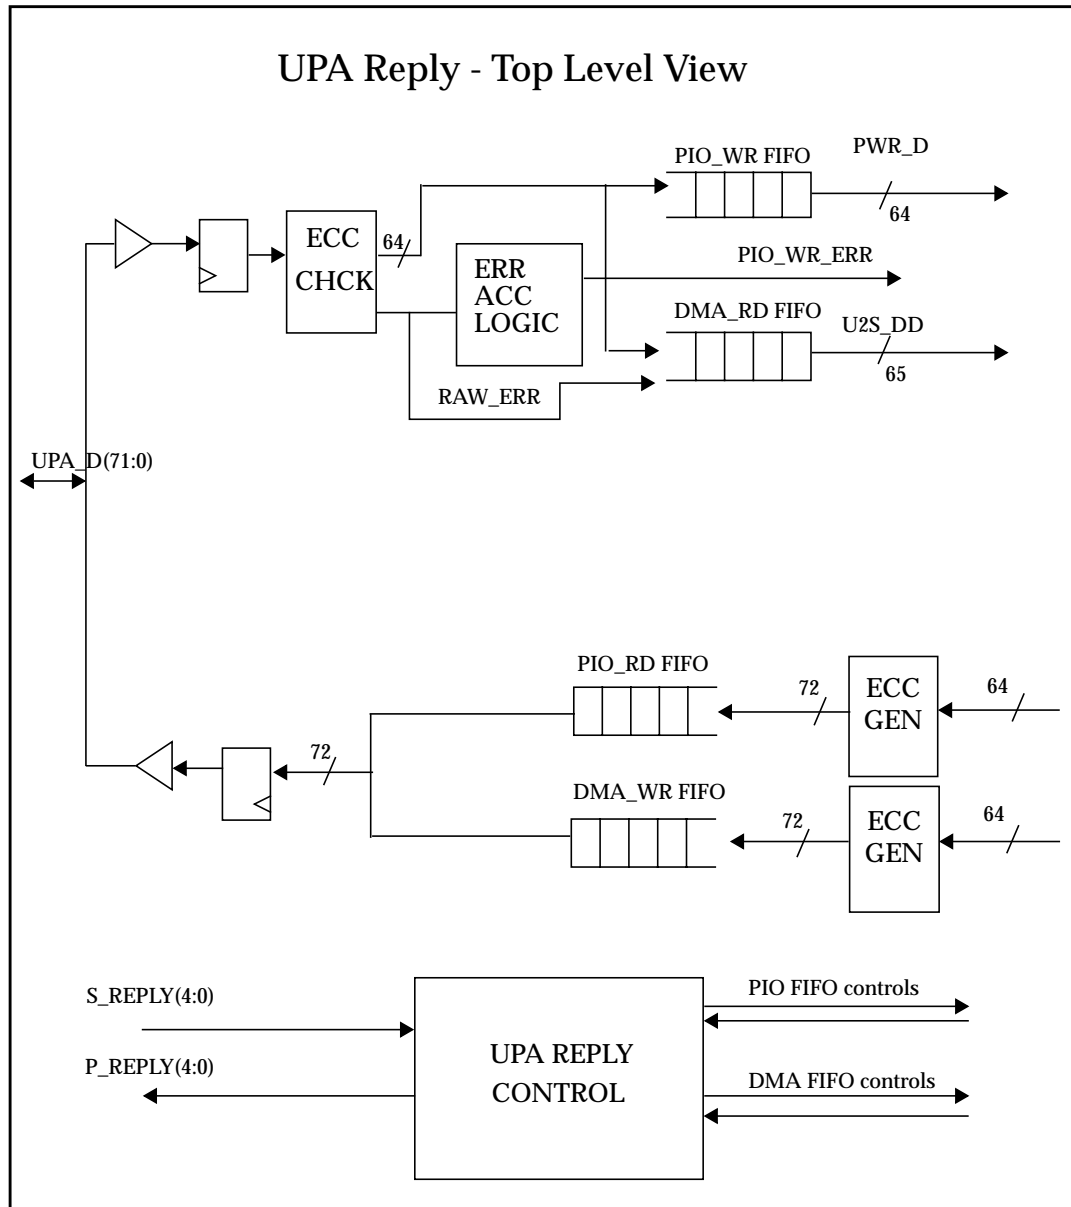 UPA Reply - Top Level View
PIO_WR FIFO
PWR_D
64
ECC
CHCK
64
ERR
ACC
LOGIC
PIO_WR_ERR
DMA_RD FIFO
U2S_DD
65
RAW_ERR
UPA_D(71:0)
PIO_RD FIFO
72
ECC
GEN
64
72
DMA_WR FIFO
72
ECC
GEN
64
S_REPLY(4:0)
P_REPLY(4:0)
UPA REPLY
CONTROL
PIO FIFO controls
DMA FIFO controls